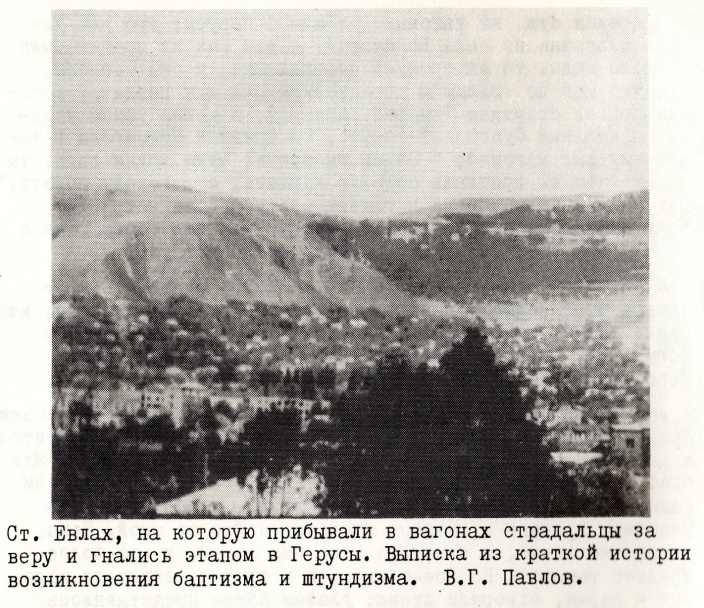 Ст. Евлах, на которую прибывали в вагонах страдальцы за
веру и гнались этапом в Герусы. Выписка из краткой истории
возникновения баптизма и штундизма. В.Г. Павлов.